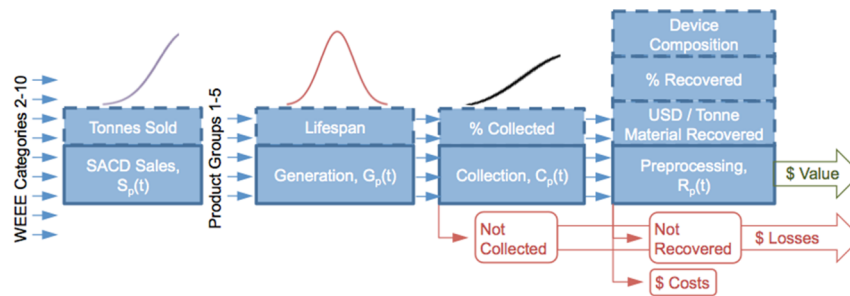 WEEE Categories 2-10
Tonnes Sold
SACD Sales,
Sp(t)
Product Groups 1-5
Lifespan
Generation, Gp(t)
% Collected
Collection, Cp(t)
Device
Composition
% Recovered
USD / Tonne
Material Recovered
Preprocessing,
Rp(t)
$ Value
Not
Collected
Not
Recovered
$ Losses
$ Costs